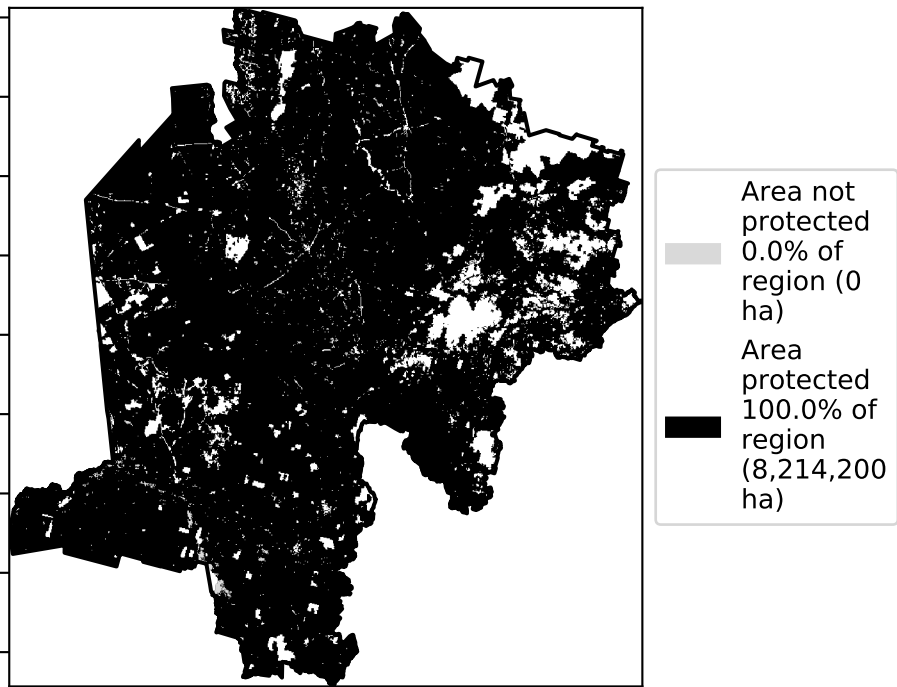 Area not
protected
0.0% of
region (0
ha)
Area
protected
100.0% of
region
(8,214,200
ha)